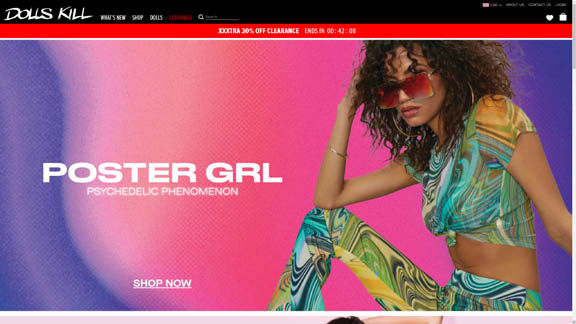 USD
ABOUT US
CONTACT US
LOGIN
DOLLS KILL
WHAT'S NEW
SHOP
DOLLS
CLEARANCE
Search
XXXTRA 30% OFF CLEARANCE ENDS IN 00 : 42 : 08
POSTER GRL
PSYCHEDELIC PHENOMENON
SHOP NOW